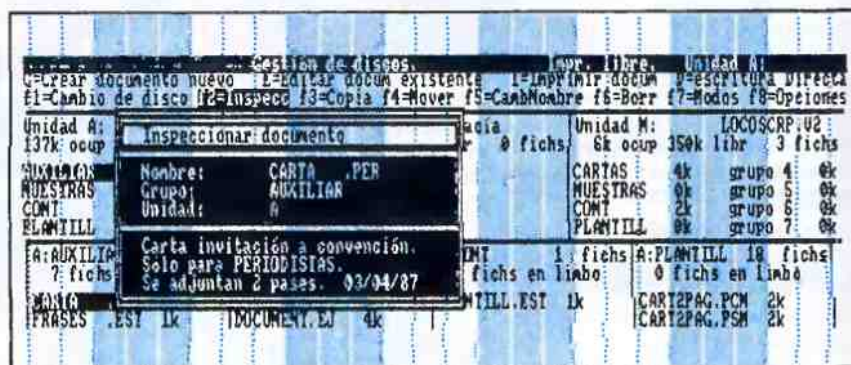 Gestión de discos. Impr. libre. Unidad A:
C=Crear documento nuevo E=Editar docum existente I=Imprimir docum D=escritura Directa
f1=Cambio de disco f2=Inspecc f3=Copia f4=Mover f5=CambNombre f6=Borr f7=Modos f8=Opciones
Unidad A: Unidad M: LOCOSCRP.V2
137k ocup 0 fichs 6k ocup 350k libr 3 fichs
Inspeccionar documento
AUXILIAR CARTAS 4k grupo 4 0k
MUESTRAS MUESTRAS 0k grupo 5 0k
CONT CONT 2k grupo 6 0k
PLANTILL PLANTILL 0k grupo 7 0k
Nombre: CARTA .PER
Grupo: AUXILIAR
Unidad: A
A:AUXILIA 1 fichs A:PLANTILL 18 fichs
? fichs fichs en limbo 0 fichs en limbo
Carta invitación a convención.
Sólo para PERIODISTAS.
Se adjuntan 2 pases. 03/04/87
CARTA NTILL.EST 1k CART2PAG.PCM 2k
FRASES .EST 1k DOCUMENT.EJ 4k CART2PAG.PSM 2k